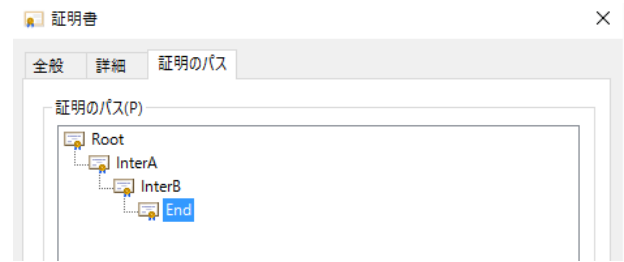 証明書
全般 詳細 証明のパス
証明のパス(P)
Root
InterA
InterB
End